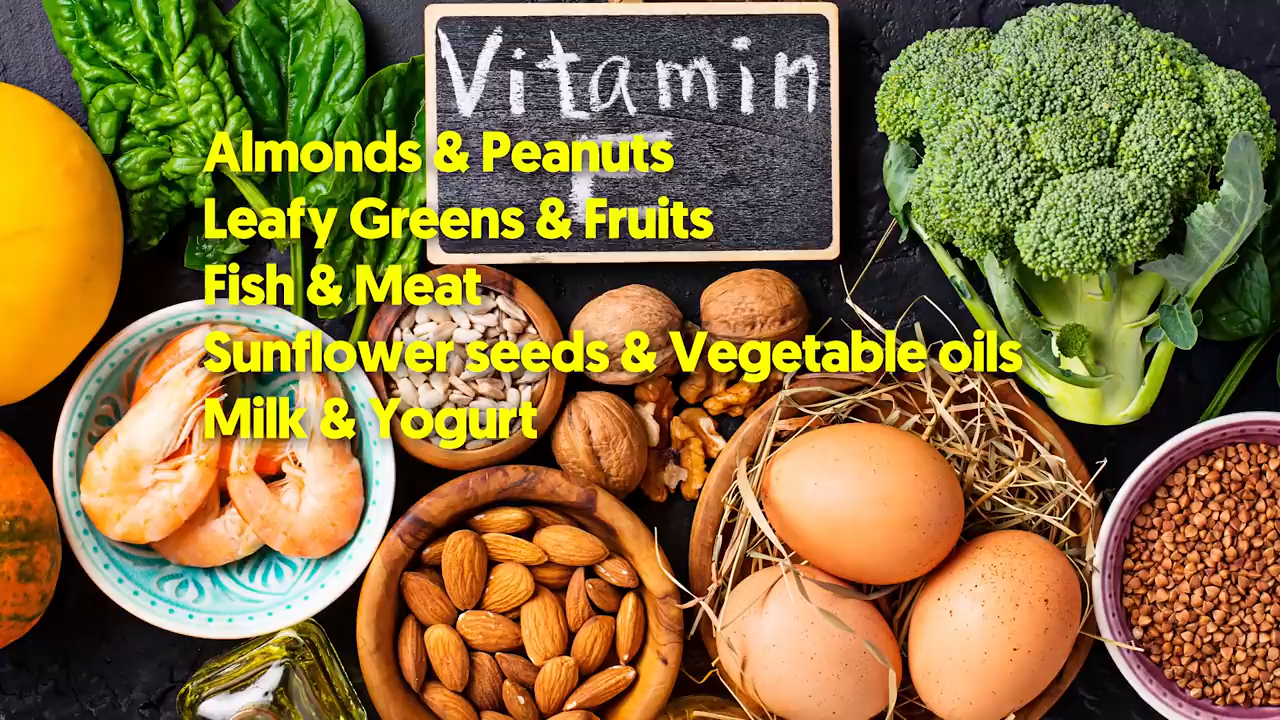 Vitamin
Almonds & Peanuts
Leafy Greens & Fruits
Fish & Meat
Sunflower seeds & Vegetable oils
Milk & Yogurt